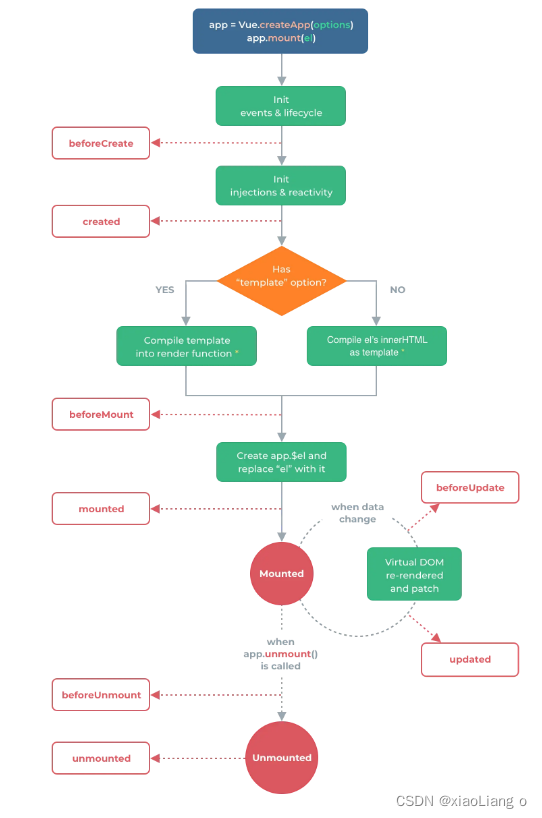 app = Vue.createApp(options)
app.mount(el)
Init
events & lifecycle
beforeCreate
Init
injections & reactivity
created
Has
“template” option?
YES
NO
Compile template
into render function *
Compile el's innerHTML
as template *
beforeMount
Create app.$el and
replace “el” with it
mounted
when data
change
beforeUpdate
Mounted
Virtual DOM
re-rendered
and patch
updated
when
app.unmount()
is called
beforeUnmount
unmounted
Unmounted
CSDN @xiaoLiang o